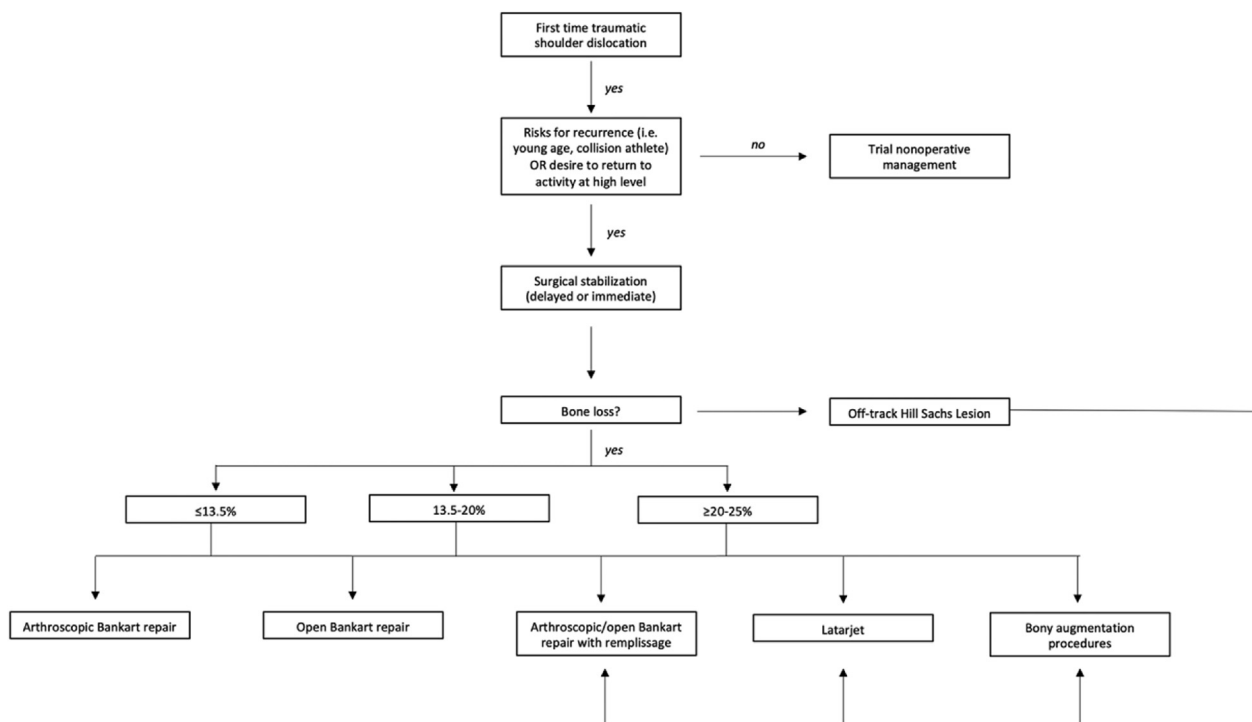 First time traumatic
shoulder dislocation
yes
Risks for recurrence (i.e.
young age, collision athlete)
OR desire to return to
activity at high level
no
Trial nonoperative
management
yes
Surgical stabilization
(delayed or immediate)
Bone loss?
Off-track Hill Sachs Lesion
yes
≤13.5%
13.5-20%
≥20-25%
Arthroscopic Bankart repair
Open Bankart repair
Arthroscopic/open Bankart
repair with remplissage
Latarjet
Bony augmentation
procedures